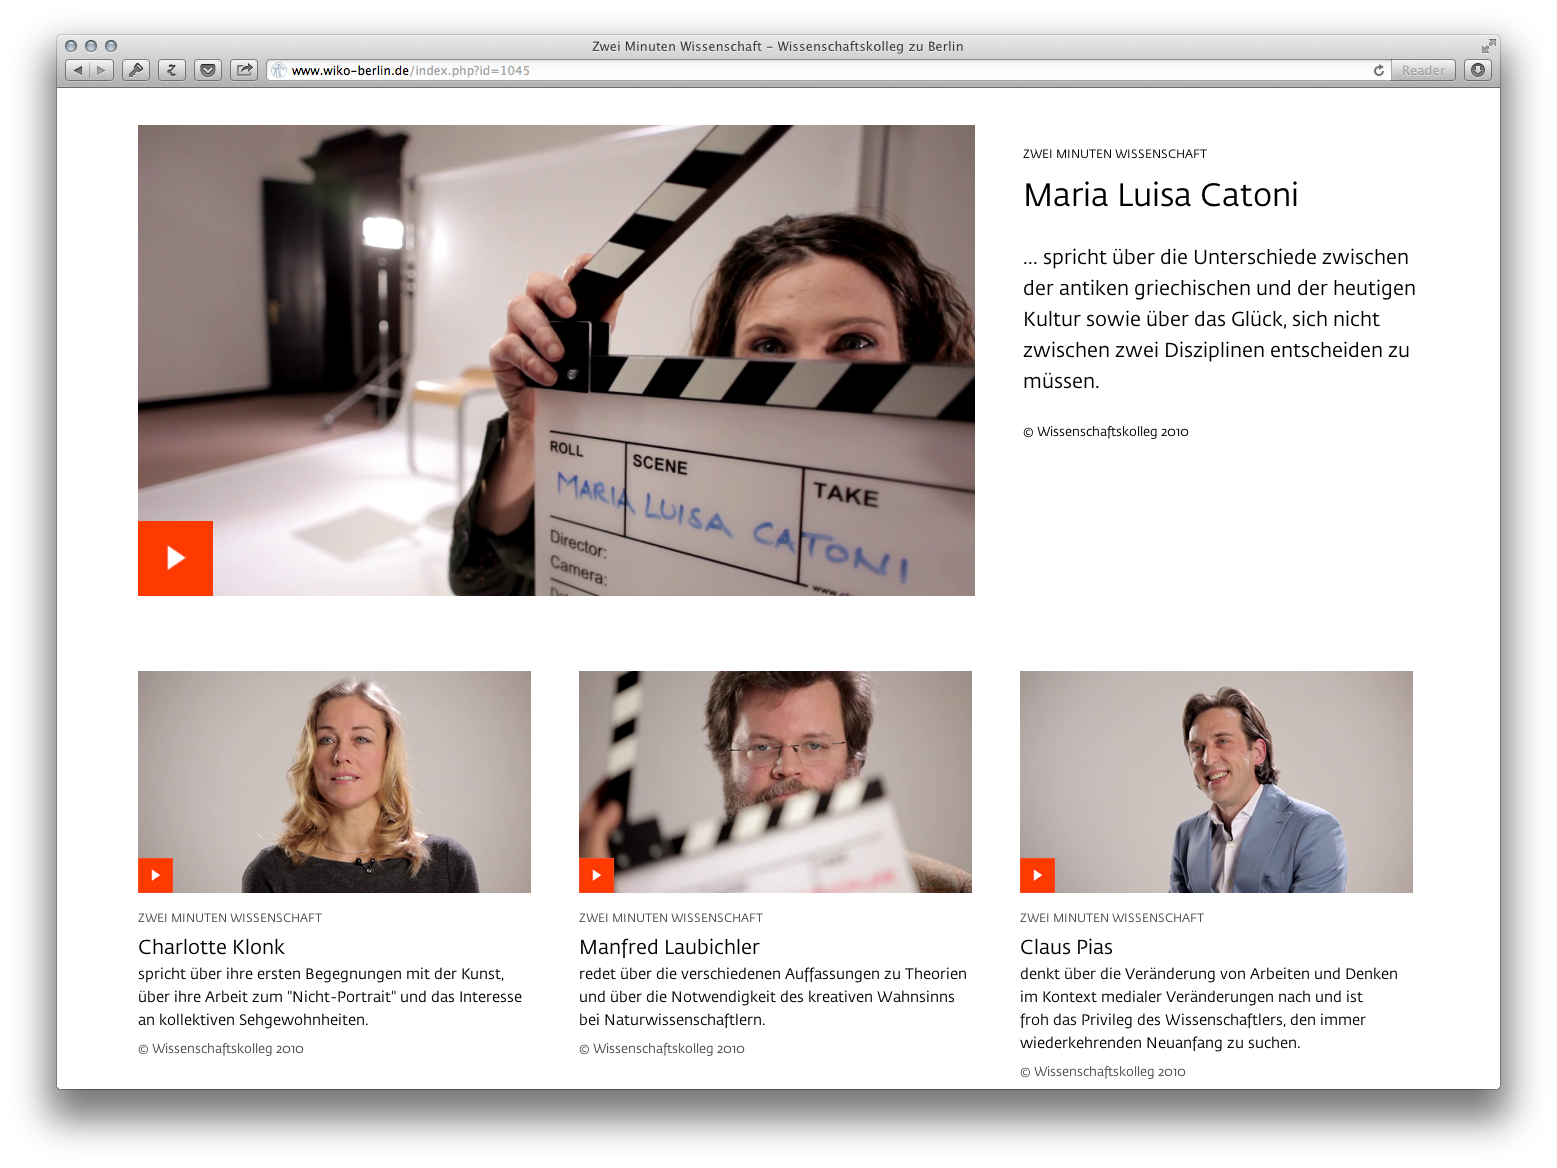 Zwei Minuten Wissenschaft – Wissenschaftskolleg zu Berlin
www.wiko-berlin.de/index.php?id=1045
Reader
ZWEI MINUTEN WISSENSCHAFT
Maria Luisa Catoni
... spricht über die Unterschiede zwischen
der antiken griechischen und der heutigen
Kultur sowie über das Glück, sich nicht
zwischen zwei Disziplinen entscheiden zu
müssen.
© Wissenschaftskolleg 2010
ROLL
SCENE
TAKE
MARIA LUISA CATONI
Director:
Camera:
ZWEI MINUTEN WISSENSCHAFT
Charlotte Klonk
spricht über ihre ersten Begegnungen mit der Kunst,
über ihre Arbeit zum "Nicht-Portrait" und das Interesse
an kollektiven Sehgewohnheiten.
© Wissenschaftskolleg 2010
ZWEI MINUTEN WISSENSCHAFT
Manfred Laubichler
redet über die verschiedenen Auffassungen zu Theorien
und über die Notwendigkeit des kreativen Wahnsinns
bei Naturwissenschaftlern.
© Wissenschaftskolleg 2010
ZWEI MINUTEN WISSENSCHAFT
Claus Pias
denkt über die Veränderung von Arbeiten und Denken
im Kontext medialer Veränderungen nach und ist
froh das Privileg des Wissenschaftlers, den immer
wiederkehrenden Neuanfang zu suchen.
© Wissenschaftskolleg 2010